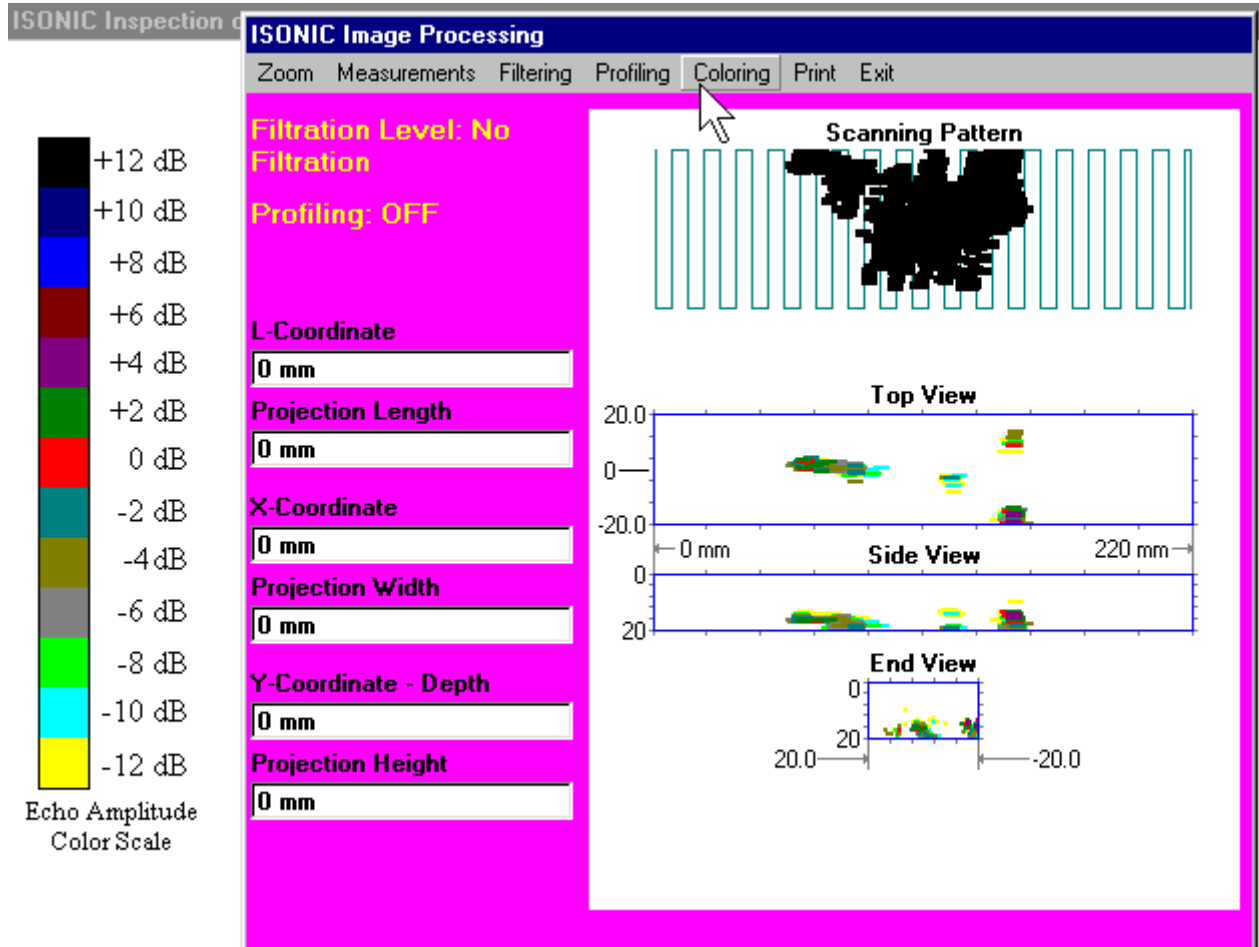 ISONIC Inspection
ISONIC Image Processing
Zoom Measurements Filtering Profiling Coloring Print Exit
+12 dB
+10 dB
+8 dB
+6 dB
+4 dB
+2 dB
0 dB
-2 dB
-4 dB
-6 dB
-8 dB
-10 dB
-12 dB
Echo Amplitude
Color Scale
Filtration Level: No
Filtration
Profiling: OFF
L-Coordinate
0 mm
Projection Length
0 mm
X-Coordinate
0 mm
Projection Width
0 mm
Y-Coordinate - Depth
0 mm
Projection Height
0 mm
Scanning Pattern
Top View
20.0
0
-20.0
0 mm
220 mm
Side View
0
20
End View
0
20
20.0
-20.0